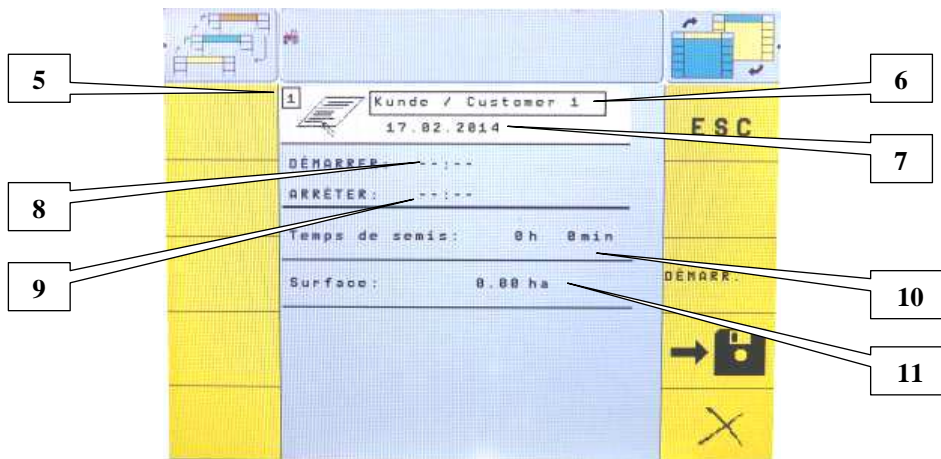 5
6
1
Kunde / Customer 1
ESC
17.02.2014
7
DÉMARRER: --:--
8
ARRÊTER: --:--
Temps de semis: 0h 0min
9
10
Surface: 0.00 ha
DÉMARR.
11